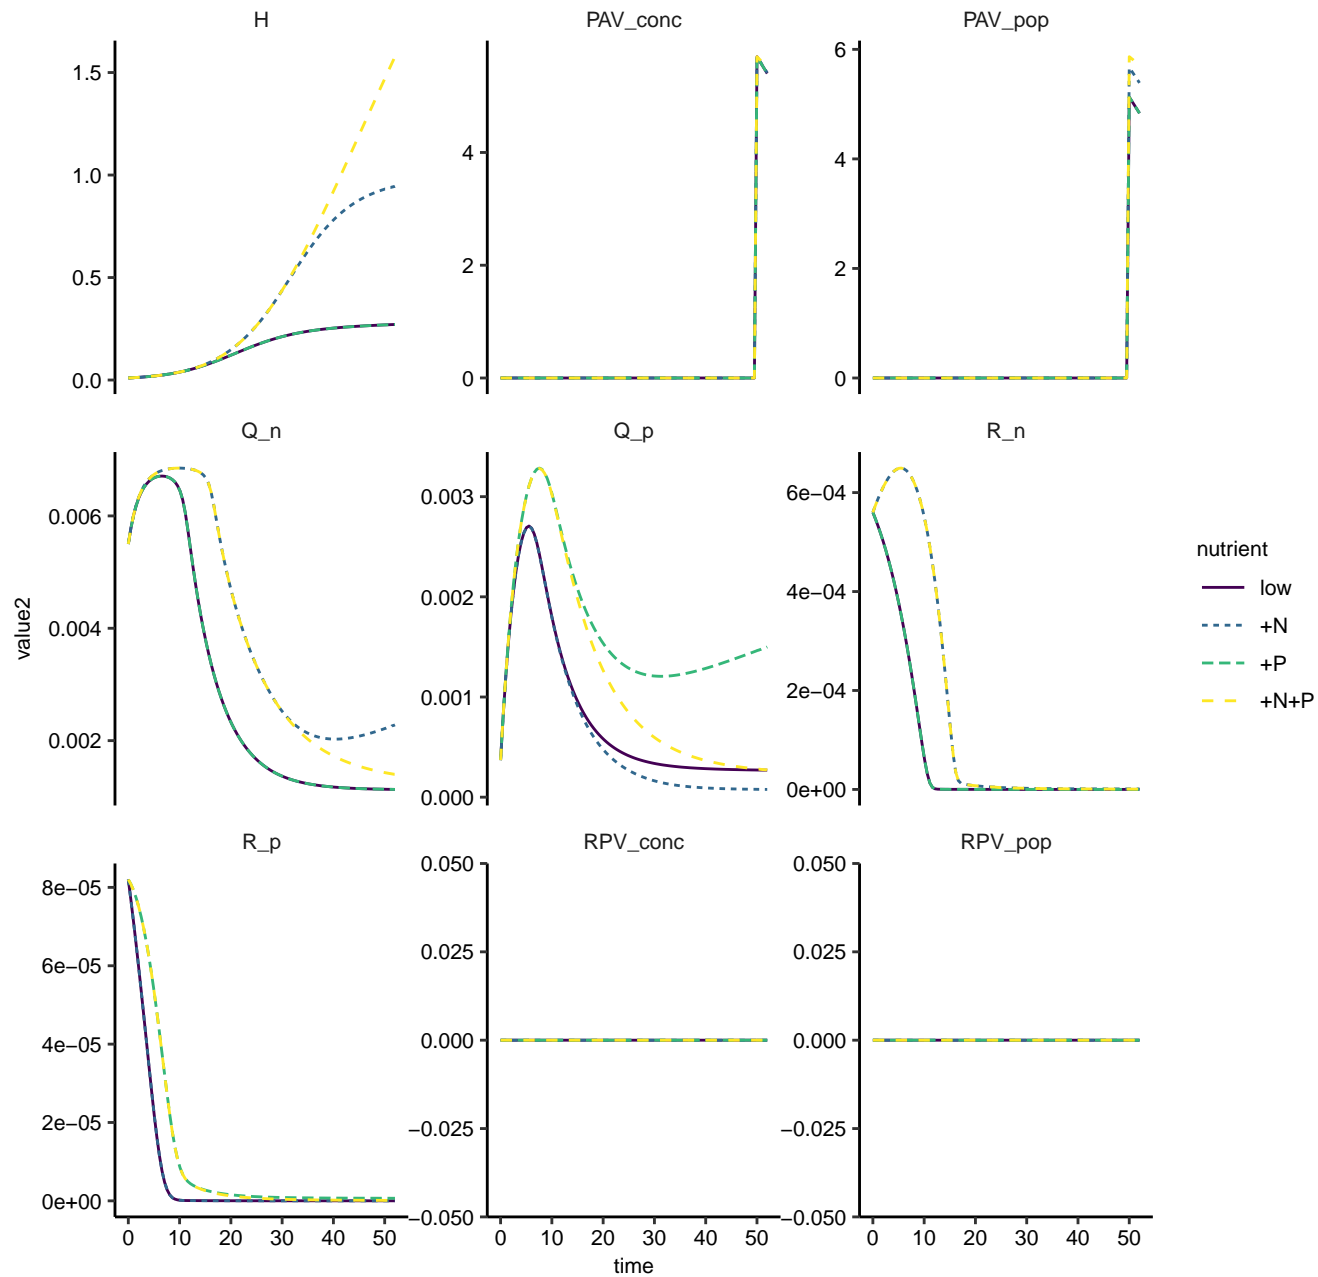 H
PAV_conc
PAV_pop
1.5
1.0
0.5
0.0
4
2
0
6
4
2
0
Q_n
Q_p
R_n
0.006
0.004
0.002
0.003
0.002
0.001
0.000
6e−04
4e−04
2e−04
0e+00
value2
nutrient
low
+N
+P
+N+P
R_p
RPV_conc
RPV_pop
8e−05
6e−05
4e−05
2e−05
0e+00
0.050
0.025
0.000
−0.025
−0.050
0.050
0.025
0.000
−0.025
−0.050
0 10 20 30 40 50
0 10 20 30 40 50
0 10 20 30 40 50
time